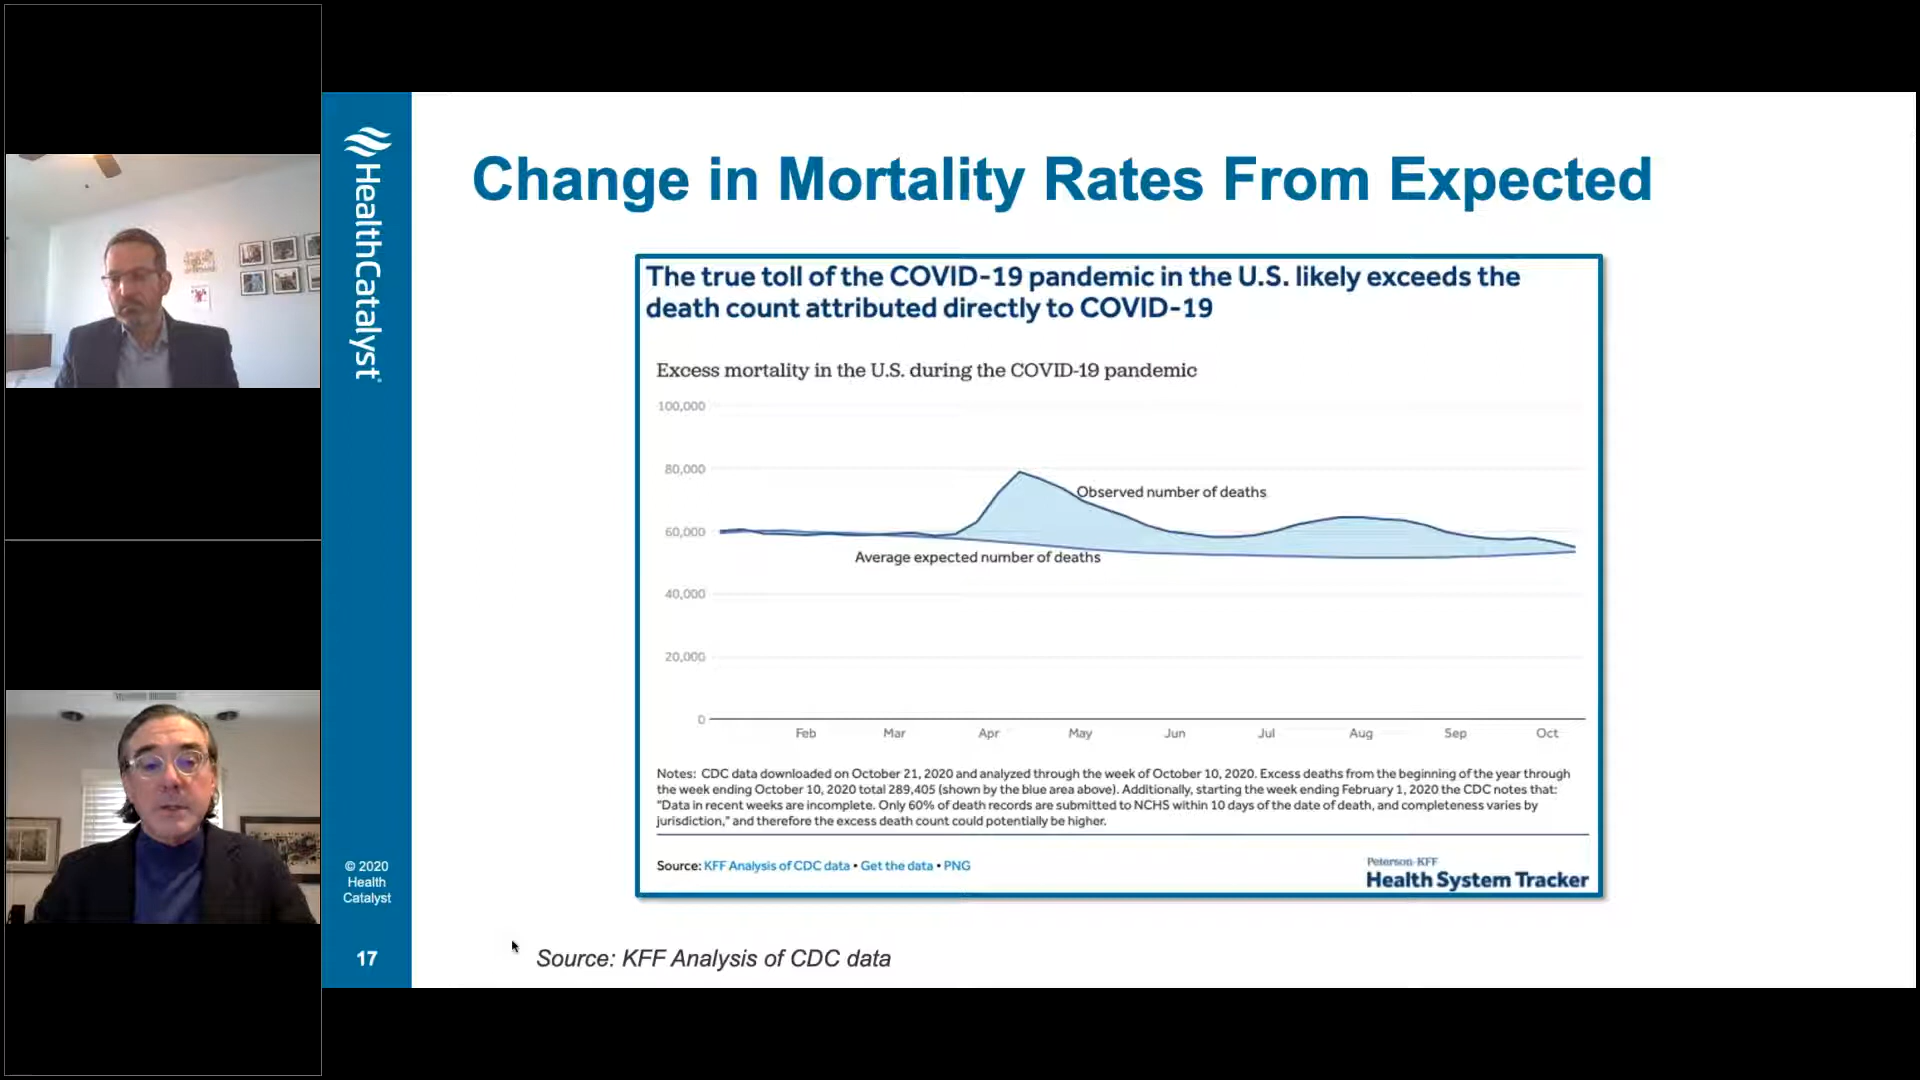 HealthCatalyst
Change in Mortality Rates From Expected
The true toll of the COVID-19 pandemic in the U.S. likely exceeds the
death count attributed directly to COVID-19
Excess mortality in the U.S. during the COVID-19 pandemic
100,000
80,000
60,000
40,000
20,000
0
Observed number of deaths
Average expected number of deaths
Feb Mar Apr May Jun Jul Aug Sep Oct
Notes: CDC data downloaded on October 21, 2020 and analyzed through the week of October 10, 2020. Excess deaths from the beginning of the year through
the week ending October 10, 2020 total 289,405 (shown by the blue area above). Additionally, starting the week ending February 1, 2020 the CDC notes that:
"Data in recent weeks are incomplete. Only 60% of death records are submitted to NCHS within 10 days of the date of death, and completeness varies by
jurisdiction," and therefore the excess death count could potentially be higher.
Source: KFF Analysis of CDC data • Get the data • PNG
Peterson-KFF
Health System Tracker
© 2020
Health
Catalyst
17
Source: KFF Analysis of CDC data